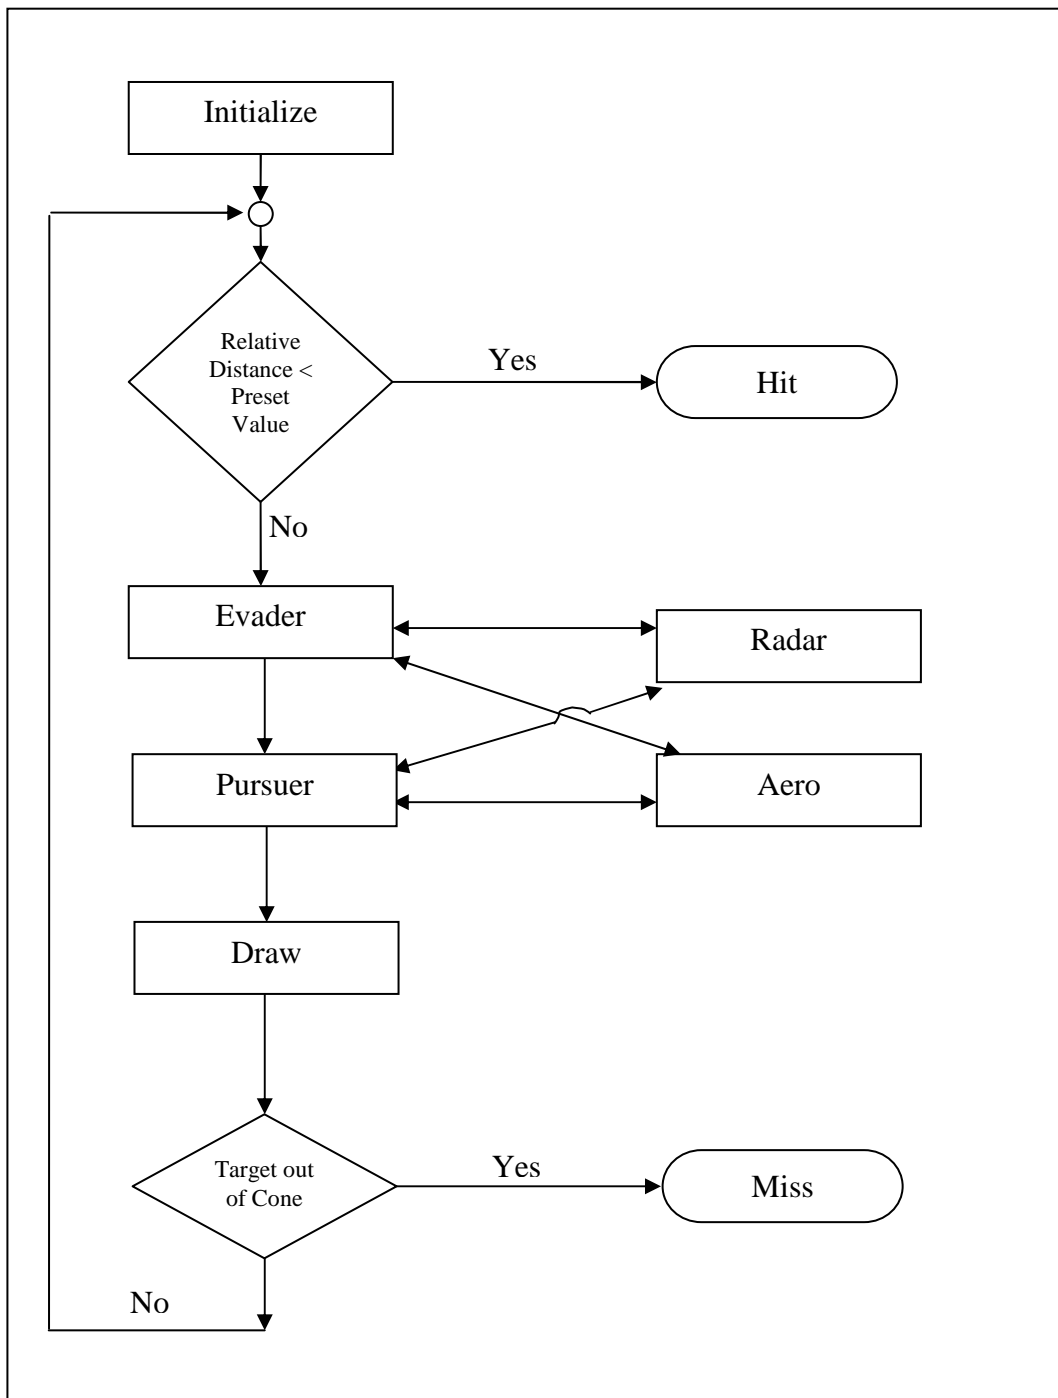 Initialize
Relative
Distance <
Preset
Value
Yes
Hit
No
Evader
Radar
Pursuer
Aero
Draw
Target out
of Cone
Yes
Miss
No